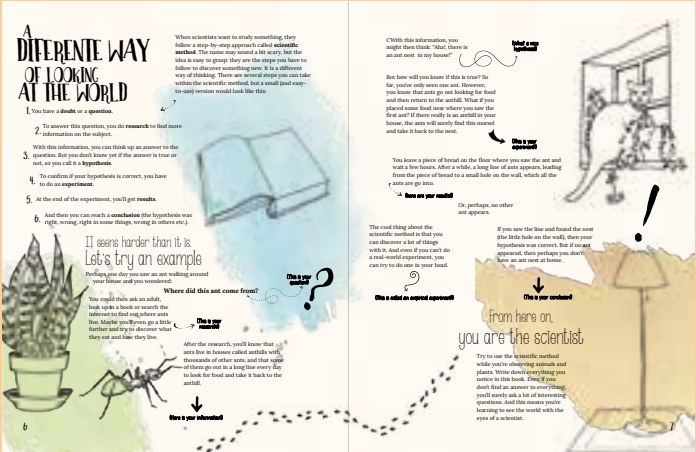 A
DIFERENTE WAY
OF LOOKING
AT THE WORLD
When scientists want to study something, they
follow a step-by-step approach called scientific
method. The name may sound a bit scary, but the
idea is easy to grasp: they are the steps you have to
follow to discover something new. It is a different
way of thinking. There are several steps you can take
within the scientific method, but a small (and easy-
to-use) version would look like this:
1. You have a doubt or a question.
2. To answer this question, you do research to find more
information on the subject.
3. With this information, you can think up an answer to the
question. But you don't know yet if the answer is true or
not, so you call it a hypothesis.
4. To confirm if your hypothesis is correct, you have
to do an experiment.
5. At the end of the experiment, you'll get results.
6. And then you can reach a conclusion (the hypothesis was
right, wrong, right in some things, wrong in others etc.).
IT seems harder than it is.
Let's try an example
Perhaps one day you saw an ant walking around
your house and you wondered:
Where did this ant come from?
(This is your
question!)
?
You could then ask an adult,
look up in a book or search the
internet to find out where ants
live. Maybe you'll even go a little
further and try to discover what
they eat and how they live.
(This is your
research!)
After the research, you'll know that
ants live in houses called anthills with
thousands of other ants, and that some
of them go out in a long line every day
to look for food and take it back to the
anthill.
(Here is your information!)
6
CWith this information, you
might then think: "Aha!, there is
an ant nest in my house!"
(What a nice
hypothesis!)
But how will you know if this is true? So
far, you've only seen one ant. However,
you know that ants go out looking for food
and then return to the anthill. What if you
placed some food near where you saw the
first ant? If there really is an anthill in your
house, the ants will surely find this morsel
and take it back to the nest.
(This is your
experiment!)
You leave a piece of bread on the floor where you saw the ant and
wait a few hours. After a while, a long line of ants appears, leading
from the piece of bread to a small hole on the wall, which all the
ants are going into.
(Here are your results!)
Or, perhaps, no other
ant appears.
The cool thing about the
scientific method is that you
can discover a lot of things
with it. And even if you can't do
a real-world experiment, you
can try to do one in your head.
If you saw the line and found the nest
(the little hole on the wall), then your
hypothesis was correct. But if no ant
appeared, then perhaps you don't
have an ant nest at home.
!
(This is your conclusion!)
From here on,
you are the scientist
Try to use the scientific method
while you're observing animals and
plants. Write down everything you
notice in this book. Even if you
don't find an answer to everything,
you'll surely ask a lot of interesting
questions. And this means you're
learning to see the world with the
eyes of a scientist.
7